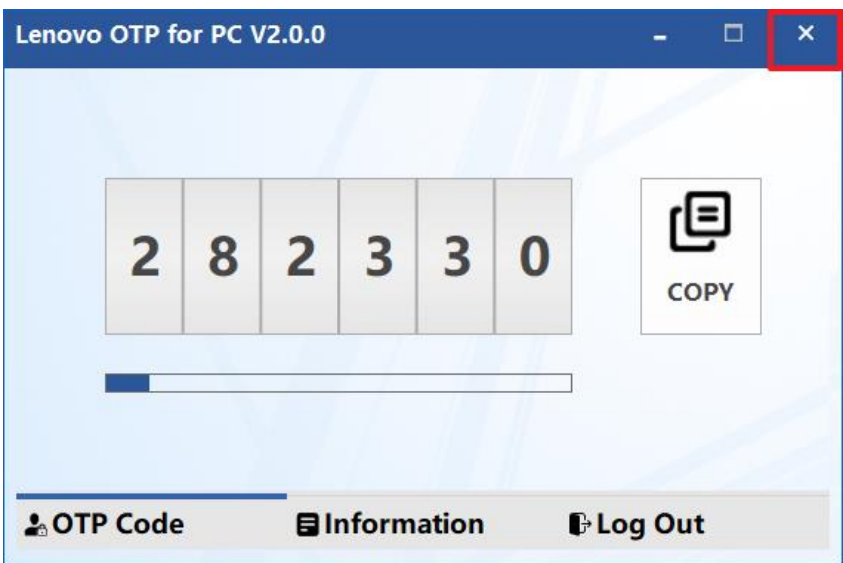 Lenovo OTP for PC V2.0.0
2 8 2 3 3 0
COPY
OTP Code Information Log Out